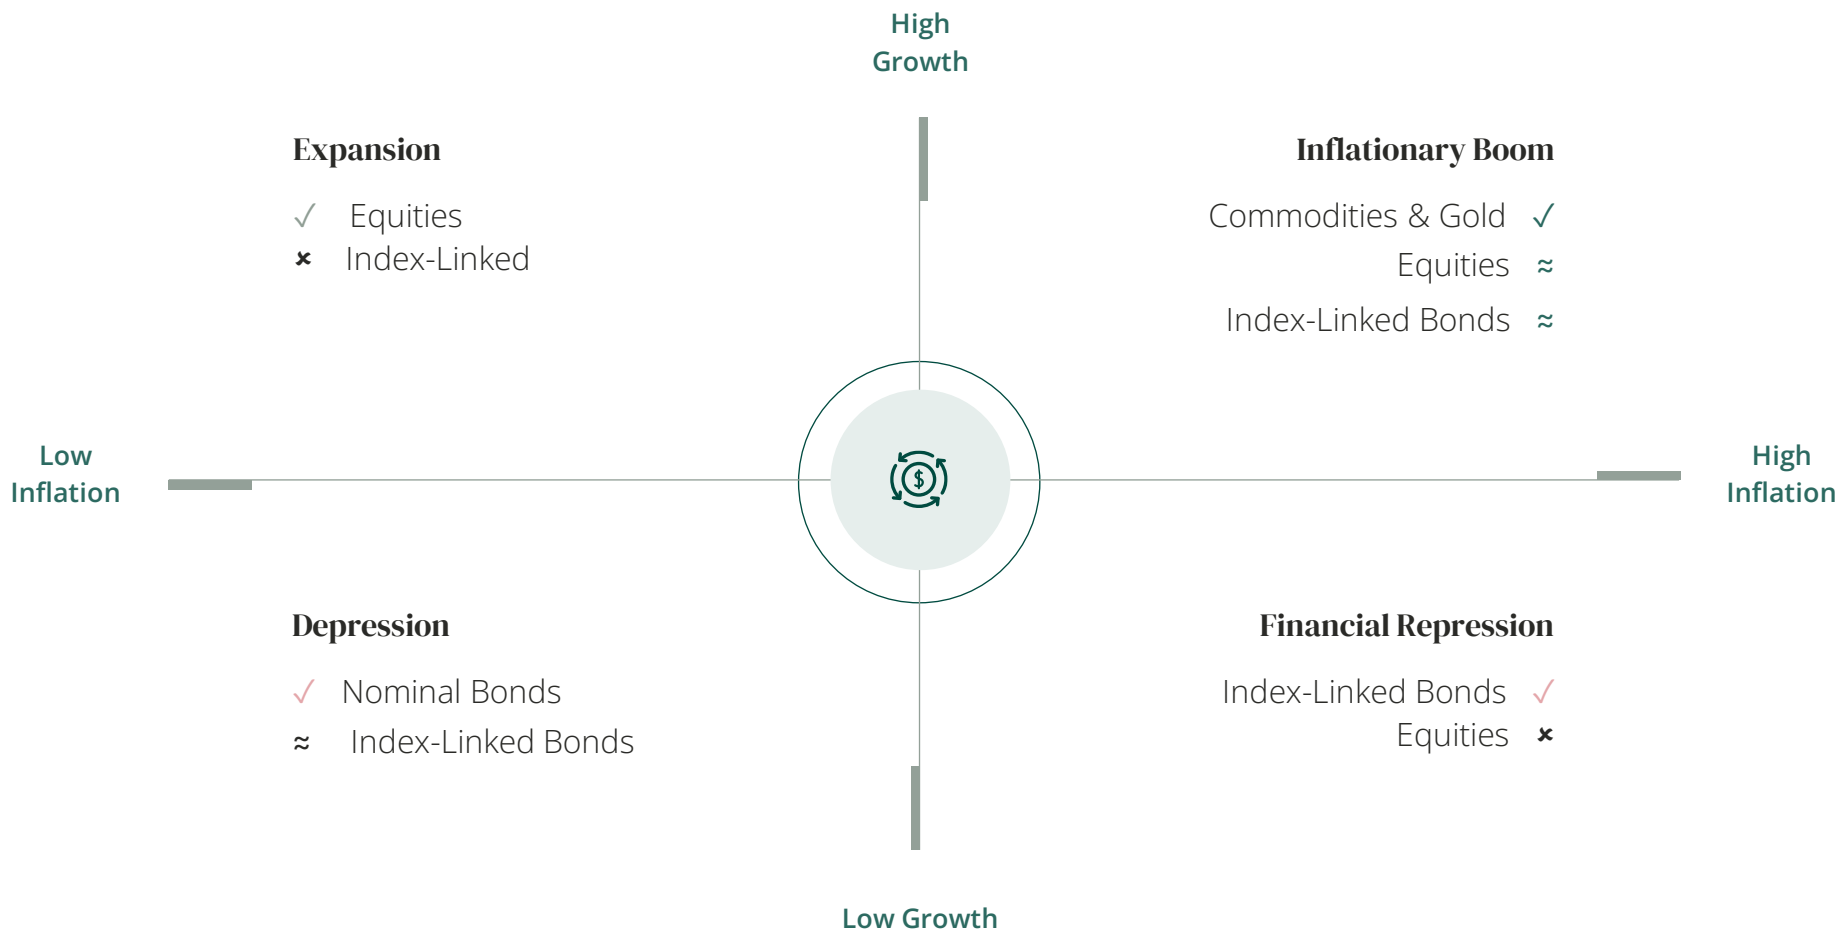 High
Growth
Expansion
✓ Equities
✘ Index-Linked
Inflationary Boom
Commodities & Gold ✓
Equities ≈
Index-Linked Bonds ≈
Low
Inflation
$
High
Inflation
Depression
✓ Nominal Bonds
≈ Index-Linked Bonds
Financial Repression
Index-Linked Bonds ✓
Equities ✘
Low Growth